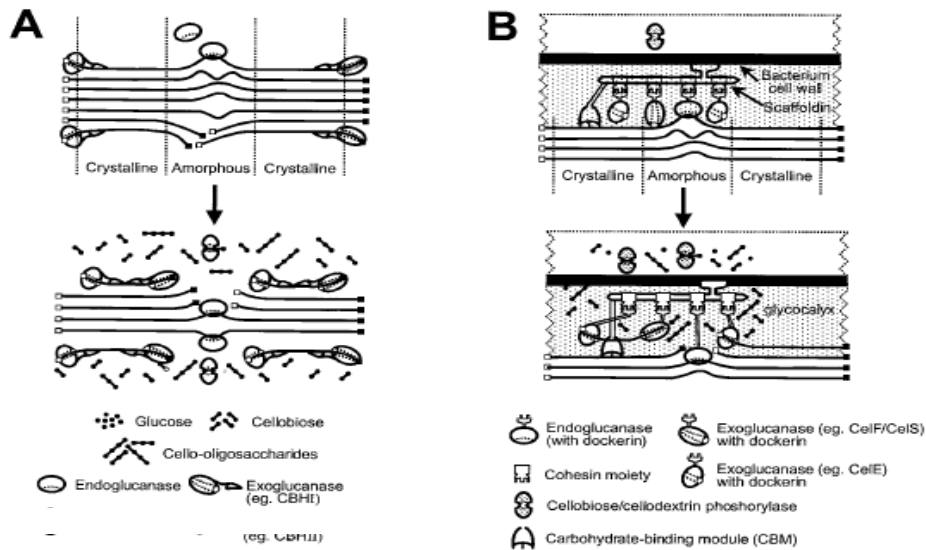 A
Crystalline Amorphous Crystalline
Glucose Cellobiose
Cello-oligosaccharides
Endoglucanase Exoglucanase
(eg. CBHI)
(eg. CBHII)
B
Bacterium
cell wall
Scaffoldin
Crystalline Amorphous Crystalline
glycocalyx
Endoglucanase
(with dockerin)
Exoglucanase (eg. CelF/CelS)
with dockerin
Cohesin moiety
Exoglucanase (eg. CelE)
with dockerin
Cellobiose/cellodextrin phoshorylase
Carbohydrate-binding module (CBM)